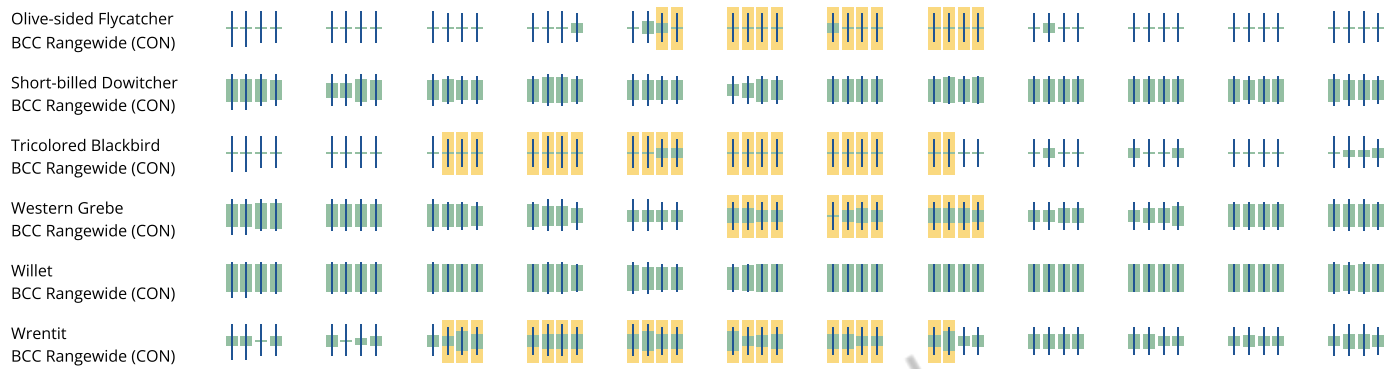 Olive-sided Flycatcher
BCC Rangewide (CON)
Short-billed Dowitcher
BCC Rangewide (CON)
Tricolored Blackbird
BCC Rangewide (CON)
Western Grebe
BCC Rangewide (CON)
Willet
BCC Rangewide (CON)
Wrentit
BCC Rangewide (CON)